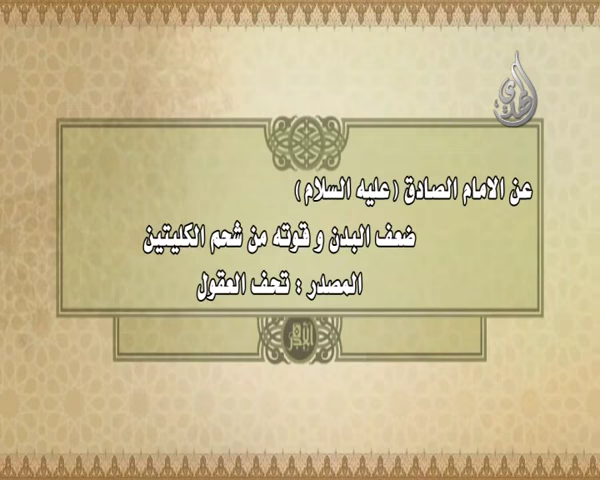 عن الامام الصادق (عليه السلام)
ضعف البدن و قوته من شحم الكليتين
المصدر : تحف العقول